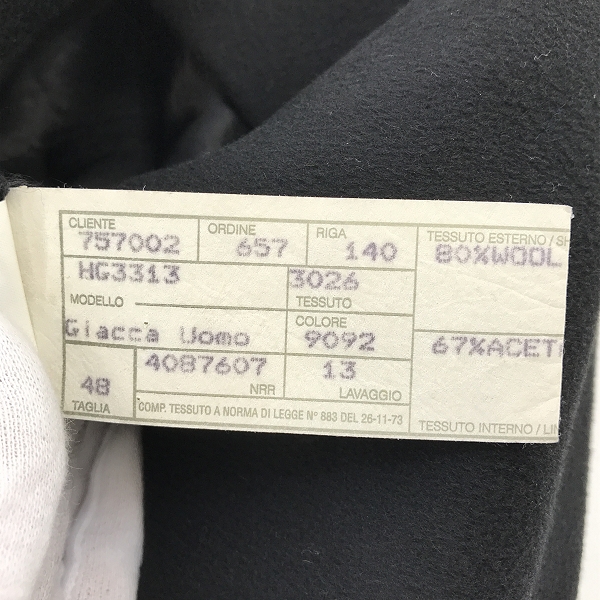 CLIENTE ORDINE RIGA TESSUTO ESTERNO / SH
757002 657 140 80%WOOL
HG3313 3026
MODELLO TESSUTO
COLORE
Giacca Uomo 9092 67%ACET
4087607 13
48 NRR LAVAGGIO
TAGLIA COMP. TESSUTO A NORMA DI LEGGE N° 883 DEL 26-11-73 TESSUTO INTERNO / LIN